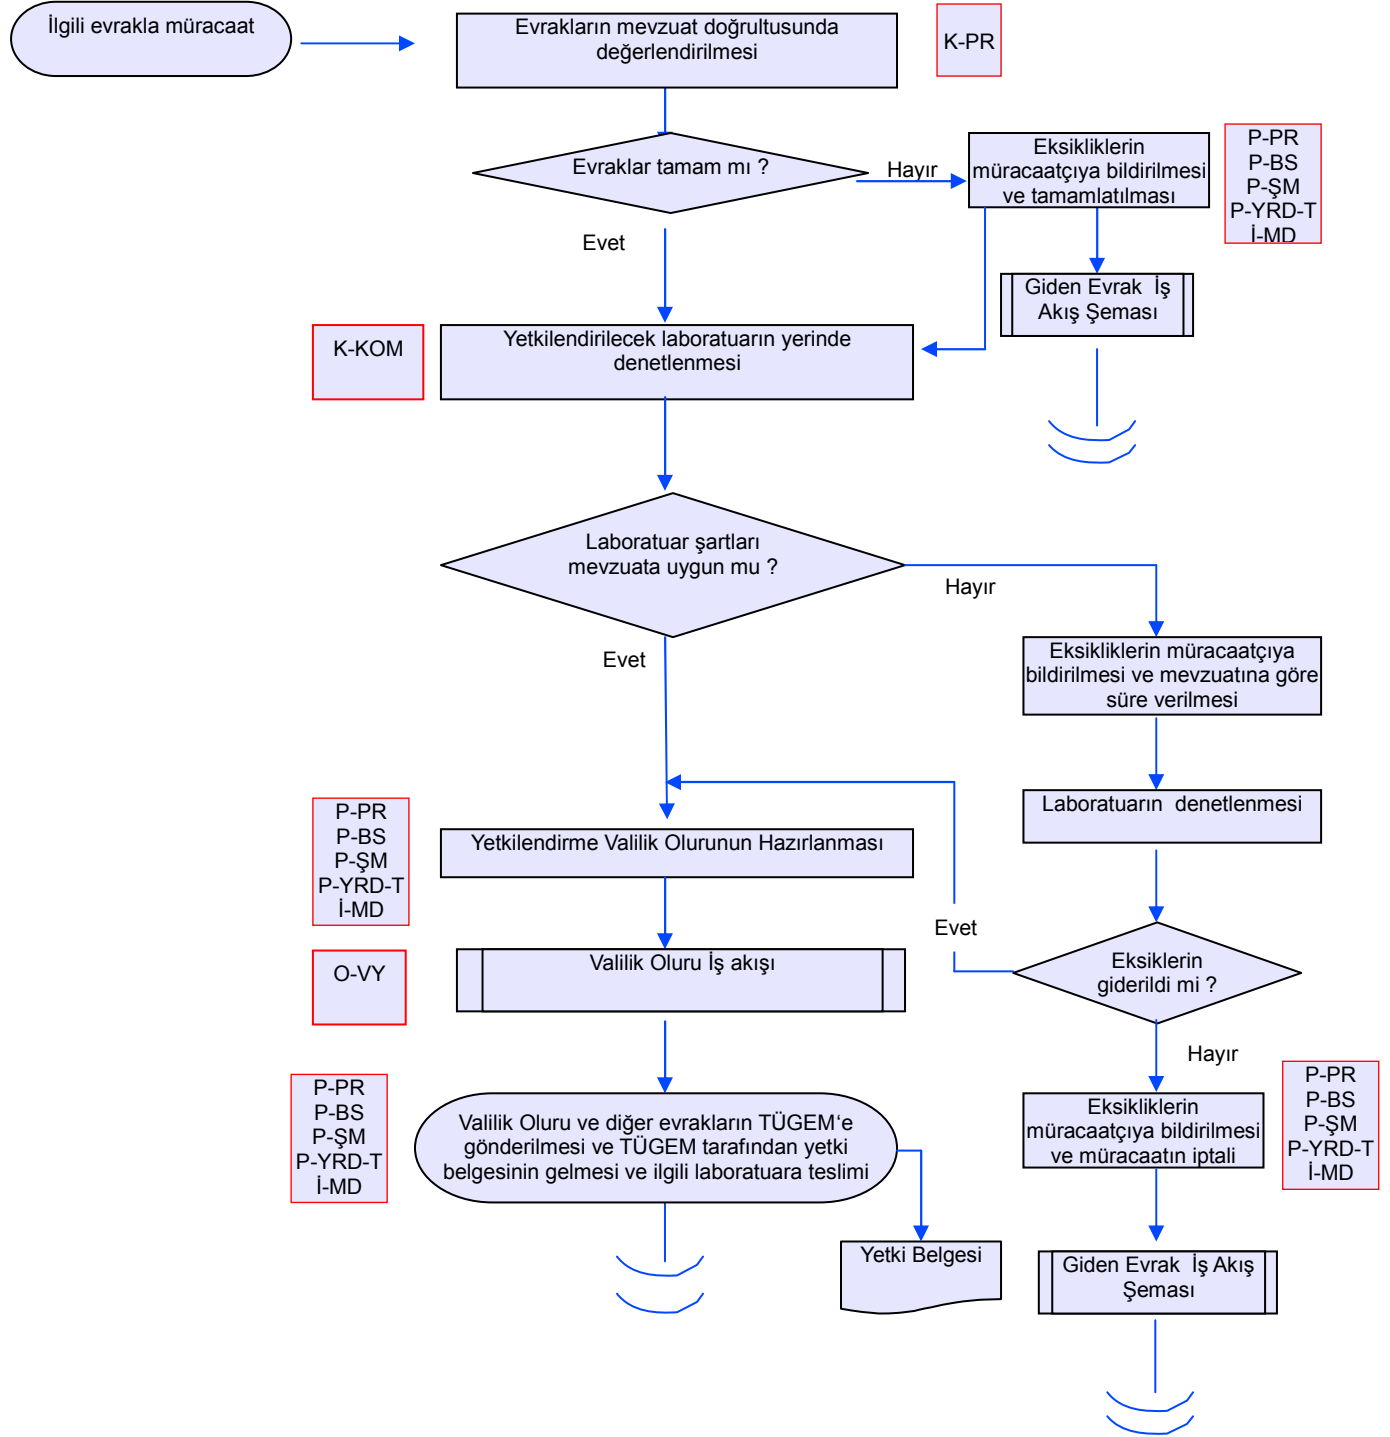 İlgili evrakla müracaat
Evrakların mevzuat doğrultusunda
değerlendirilmesi
K-PR
Evraklar tamam mı ?
Hayır
Eksikliklerin
müracaatçıya bildirilmesi
ve tamamlatılması
P-PR
P-BS
P-ŞM
P-YRD-T
İ-MD
Evet
Giden Evrak İş
Akış Şeması
K-KOM
Yetkilendirilecek laboratuarın yerinde
denetlenmesi
Laboratuar şartları
mevzuata uygun mu ?
Hayır
Evet
Eksikliklerin müracaatçıya
bildirilmesi ve mevzuatına göre
süre verilmesi
Laboratuarın denetlenmesi
P-PR
P-BS
P-ŞM
P-YRD-T
İ-MD
Yetkilendirme Valilik Olurunun Hazırlanması
Evet
Eksiklerin
giderildi mi ?
O-VY
Valilik Oluru İş akışı
Hayır
P-PR
P-BS
P-ŞM
P-YRD-T
İ-MD
Valilik Oluru ve diğer evrakların TÜGEM‘e
gönderilmesi ve TÜGEM tarafından yetki
belgesinin gelmesi ve ilgili laboratuara teslimi
Eksikliklerin
müracaatçıya bildirilmesi
ve müracaatın iptali
P-PR
P-BS
P-ŞM
P-YRD-T
İ-MD
Yetki Belgesi
Giden Evrak İş Akış
Şeması